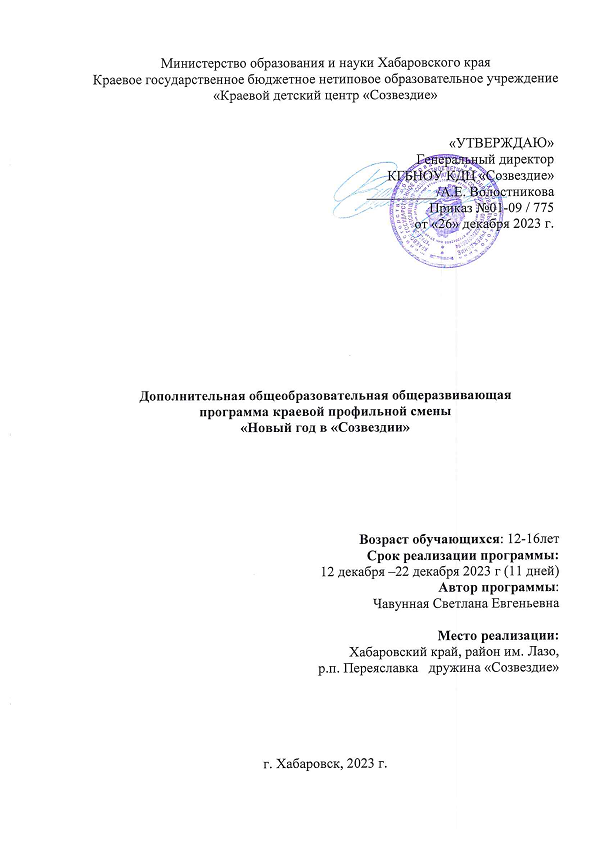 Министерство образования и науки Хабаровского края
Краевое государственное бюджетное нетиповое образовательное учреждение
«Краевой детский центр «Созвездие»
«УТВЕРЖДАЮ»
Генеральный директор
КГБНОУ КДЦ «Созвездие»
__________/А.Е. Волостникова
Приказ №01-09 / 775
от «26» декабря 2023 г.
Дополнительная общеобразовательная общеразвивающая
программа краевой профильной смены
«Новый год в «Созвездии»
Возраст обучающихся: 12-16лет
Срок реализации программы:
12 декабря –22 декабря 2023 г (11 дней)
Автор программы:
Чавунная Светлана Евгеньевна
Место реализации:
Хабаровский край, район им. Лазо,
р.п. Переяславка дружина «Созвездие»
г. Хабаровск, 2023 г.